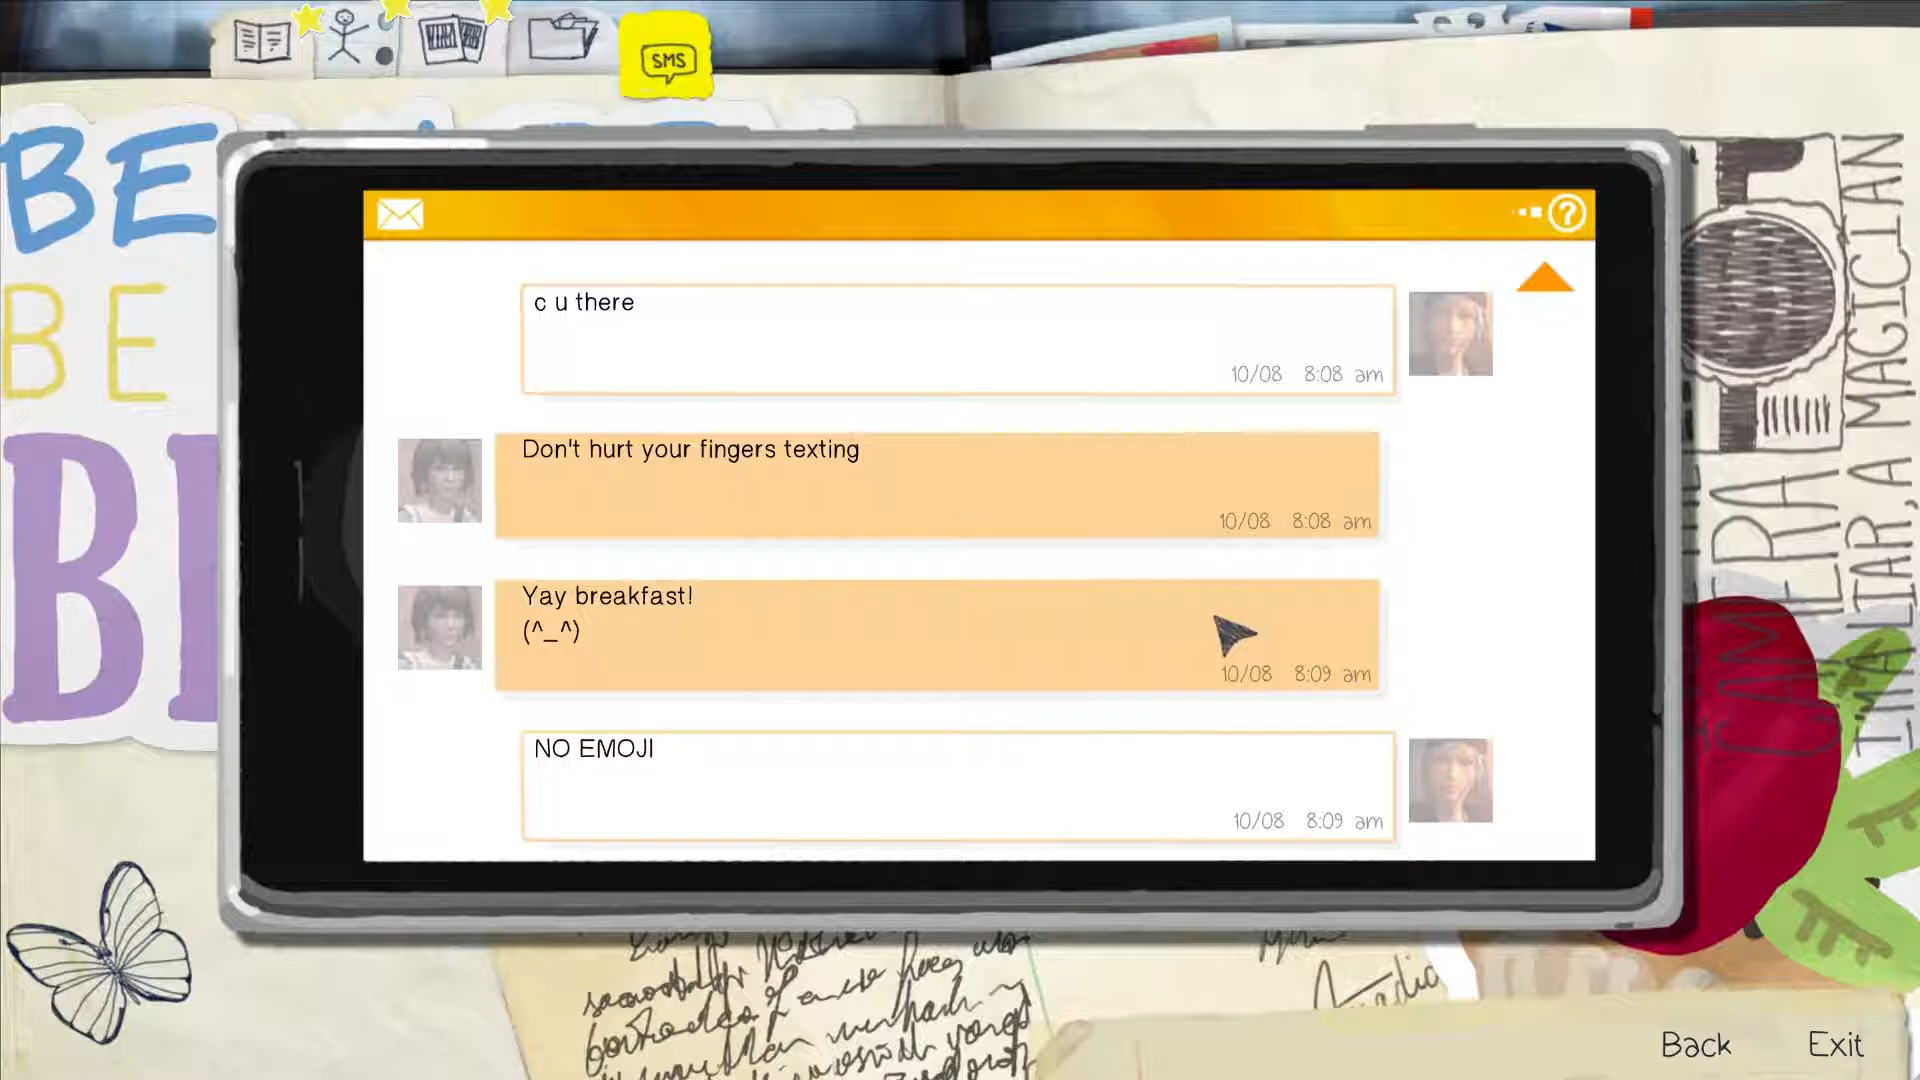 SMS
BE
BE
c u there
10/08 8:08 am
Don't hurt your fingers texting
10/08 8:08 am
Yay breakfast!
(^_^)
10/08 8:09 am
NO EMOJI
10/08 8:09 am
CAMERA
I'M A LIAR, A MAGICIAN
Back
Exit